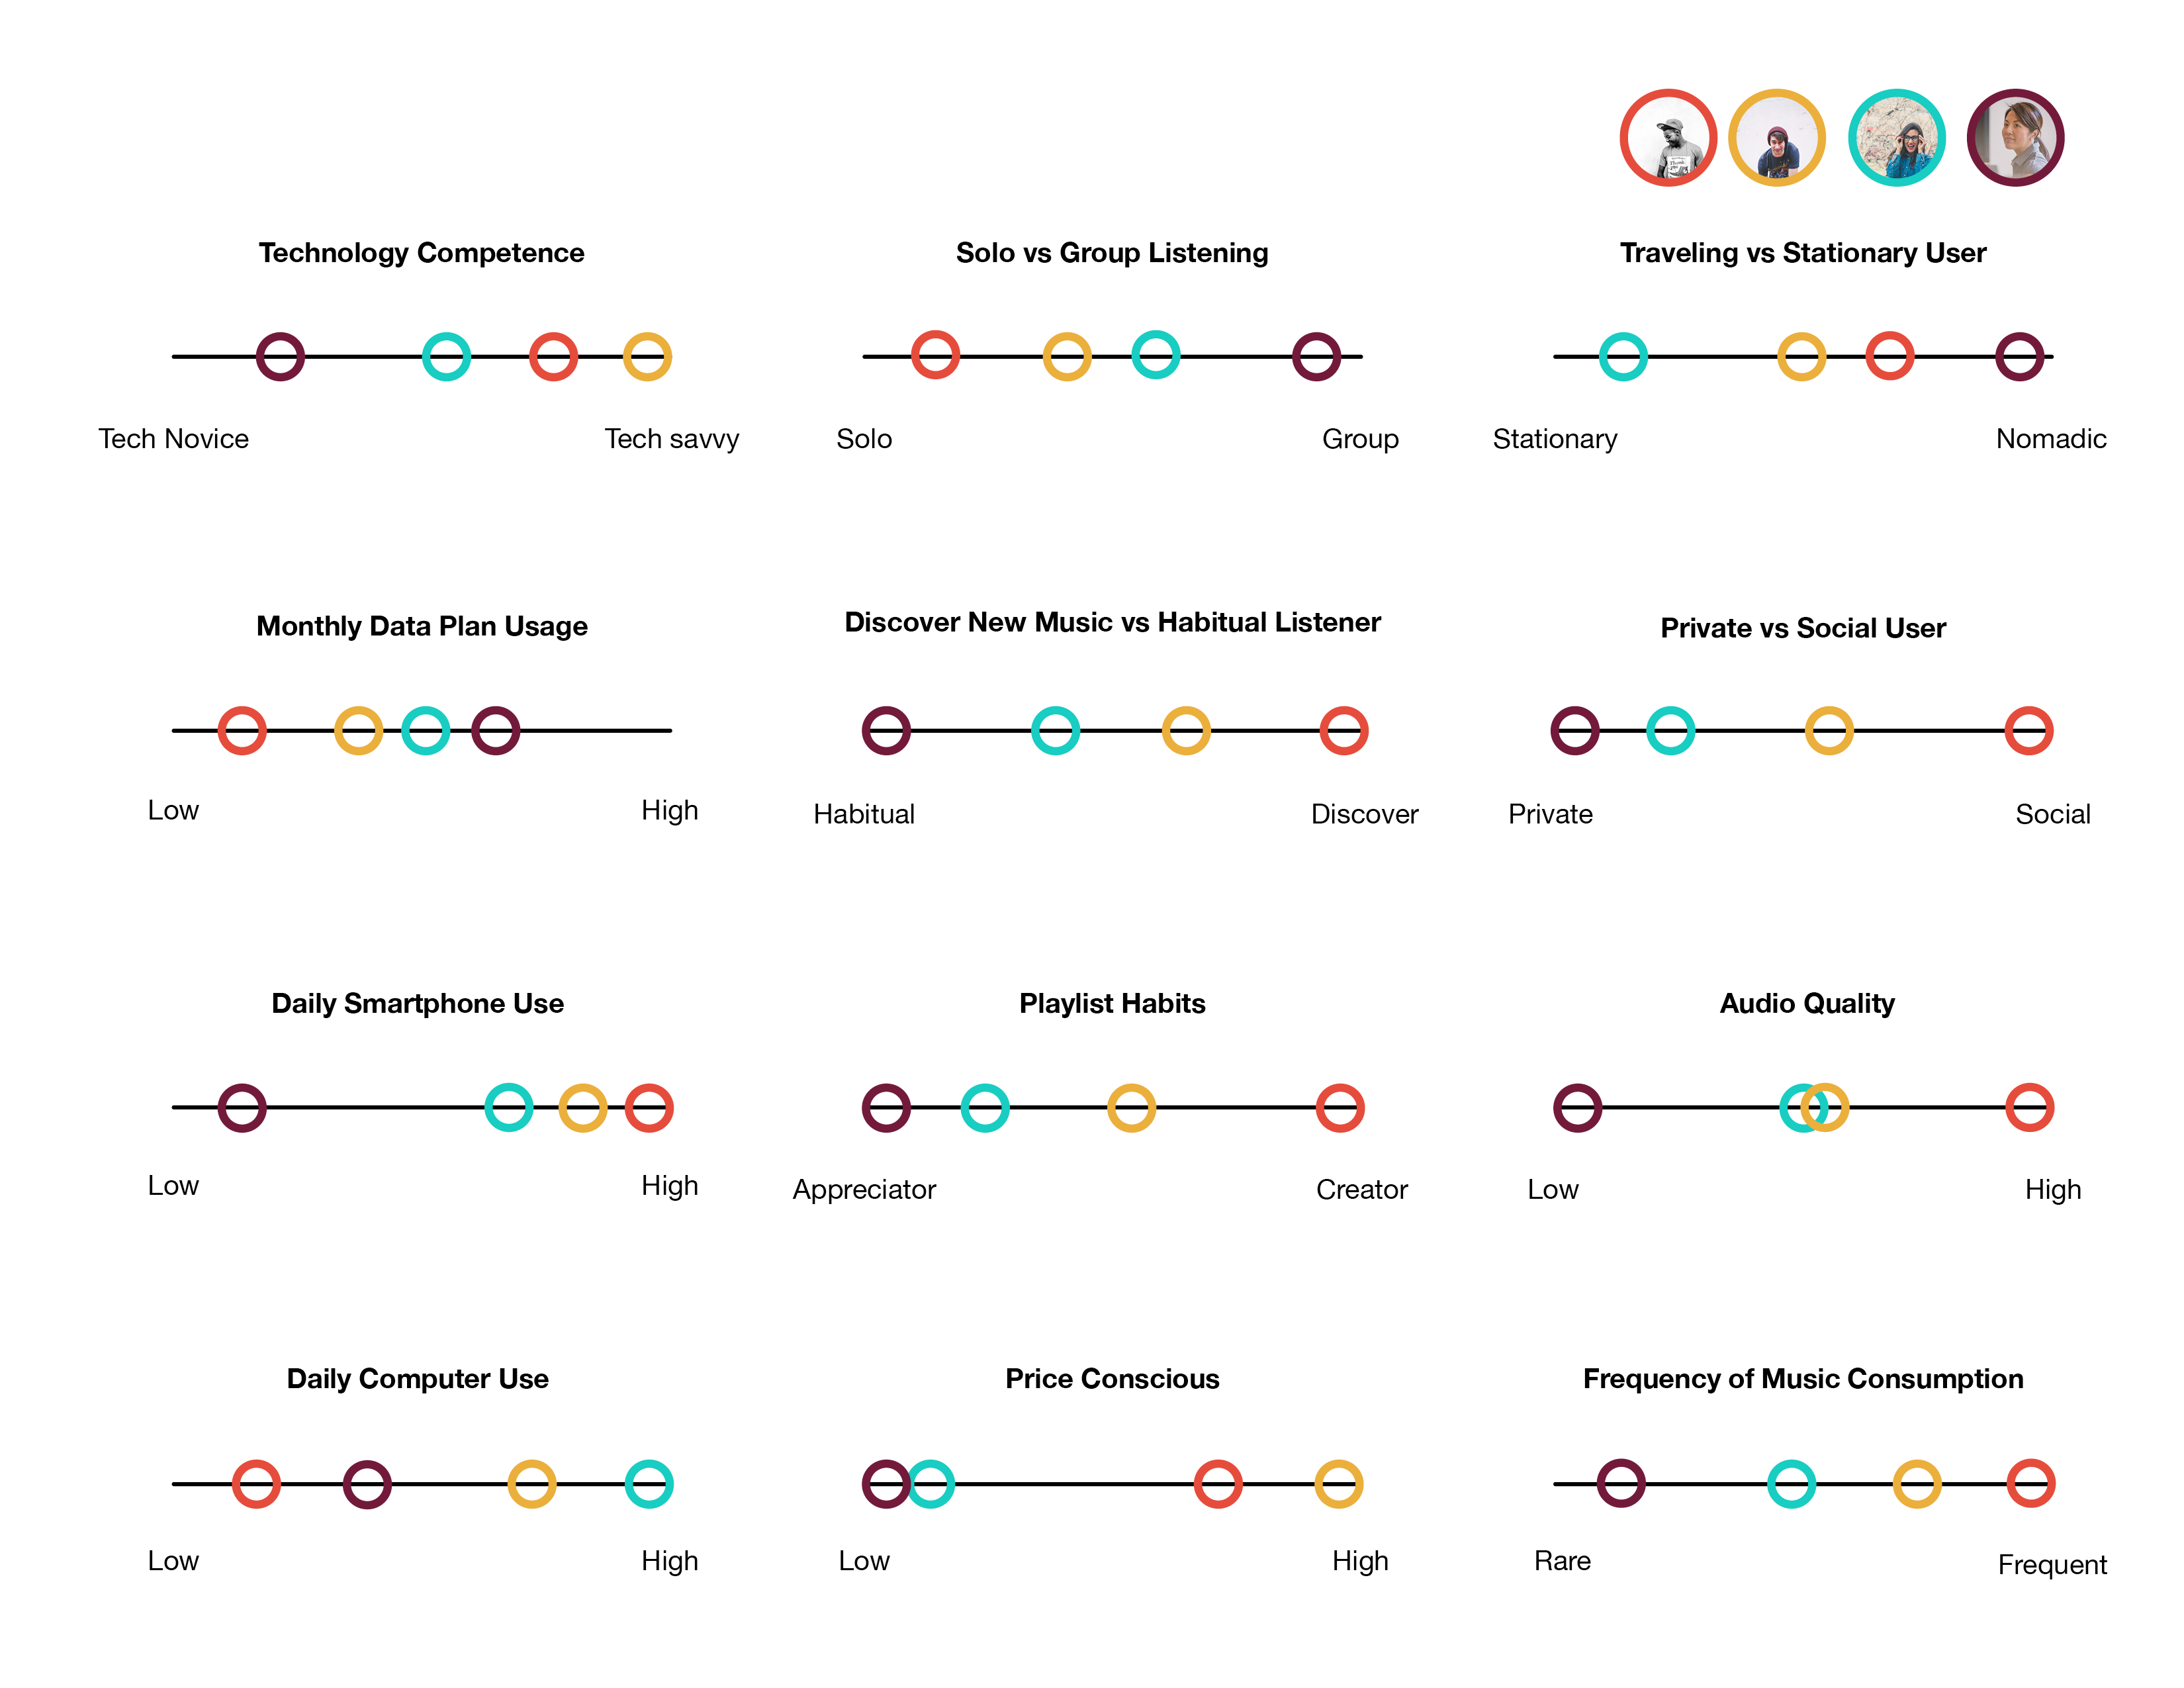 Technology Competence
Solo vs Group Listening
Traveling vs Stationary User
Tech Novice
Tech savvy
Solo
Group
Stationary
Nomadic
Monthly Data Plan Usage
Discover New Music vs Habitual Listener
Private vs Social User
Low
High
Habitual
Discover
Private
Social
Daily Smartphone Use
Playlist Habits
Audio Quality
Low
High
Appreciator
Creator
Low
High
Daily Computer Use
Price Conscious
Frequency of Music Consumption
Low
High
Low
High
Rare
Frequent